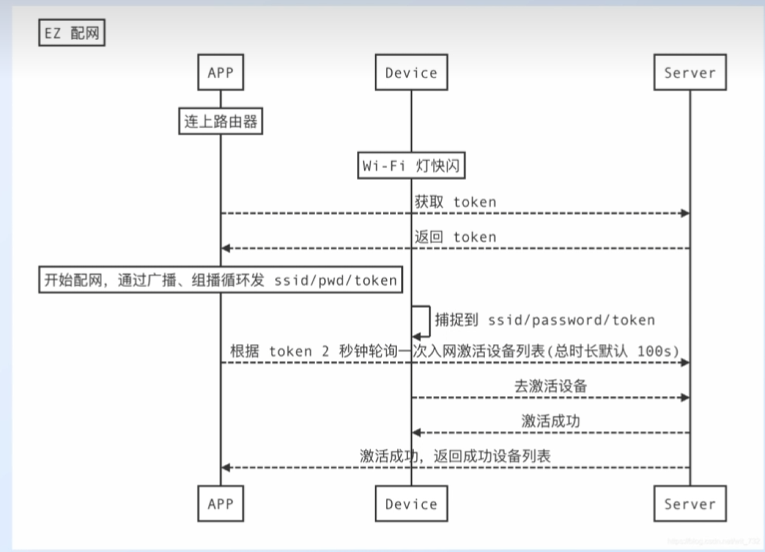 EZ 配网
APP Device Server
连上路由器
Wi-Fi 灯快闪
获取 token
返回 token
开始配网，通过广播、组播循环发 ssid/pwd/token
捕捉到 ssid/password/token
根据 token 2 秒钟轮询一次入网激活设备列表(总时长默认 100s)
去激活设备
激活成功
激活成功，返回成功设备列表
APP Device Server